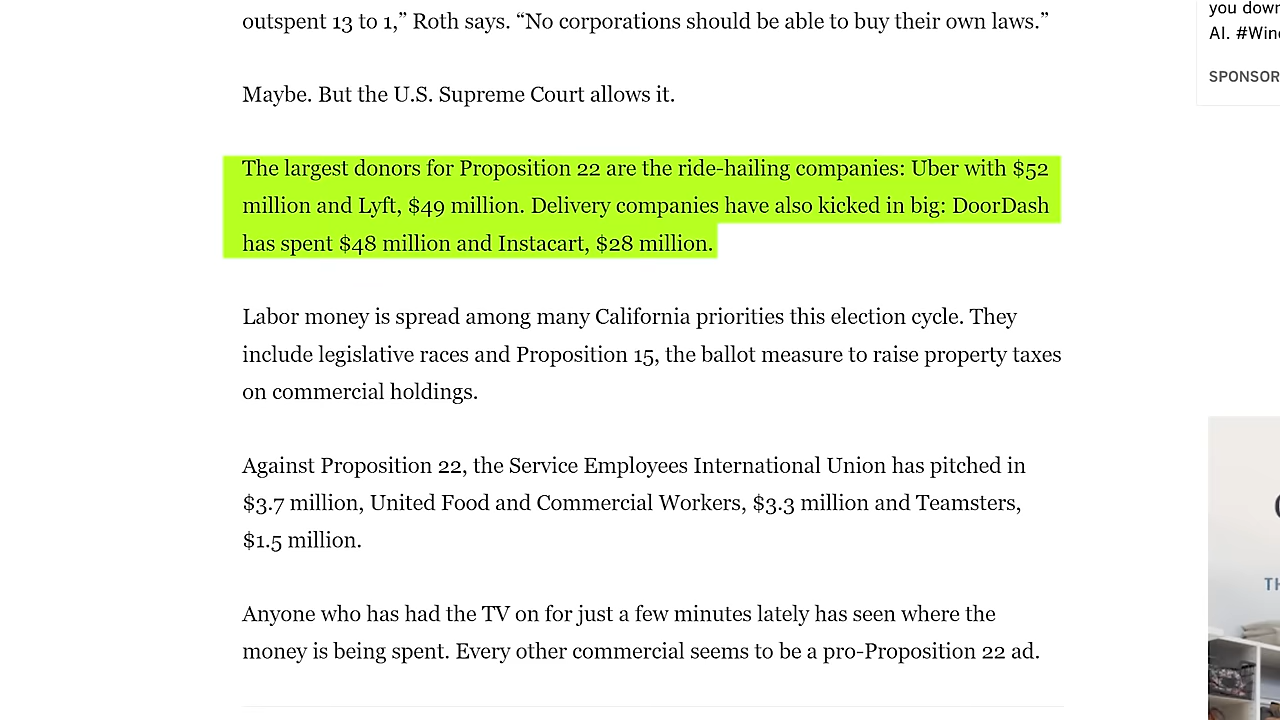 outspent 13 to 1,” Roth says. “No corporations should be able to buy their own laws.”
Maybe. But the U.S. Supreme Court allows it.
The largest donors for Proposition 22 are the ride-hailing companies: Uber with $52
million and Lyft, $49 million. Delivery companies have also kicked in big: DoorDash
has spent $48 million and Instacart, $28 million.
Labor money is spread among many California priorities this election cycle. They
include legislative races and Proposition 15, the ballot measure to raise property taxes
on commercial holdings.
Against Proposition 22, the Service Employees International Union has pitched in
$3.7 million, United Food and Commercial Workers, $3.3 million and Teamsters,
$1.5 million.
Anyone who has had the TV on for just a few minutes lately has seen where the
money is being spent. Every other commercial seems to be a pro-Proposition 22 ad.
you down
AI. #Win
SPONSOR
TH